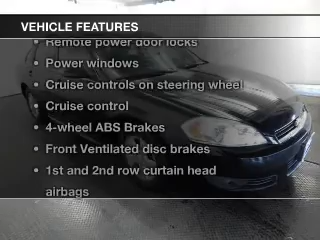 VEHICLE FEATURES
• Remote power door locks
• Power windows
• Cruise controls on steering wheel
• Cruise control
• 4-wheel ABS Brakes
• Front Ventilated disc brakes
• 1st and 2nd row curtain head
airbags